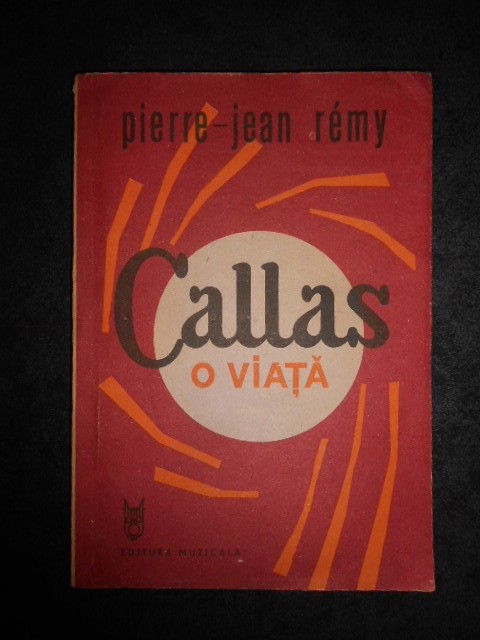 pierre-jean rémy
Callas
O ViAȚĂ
EDITURA MUZICALĂ